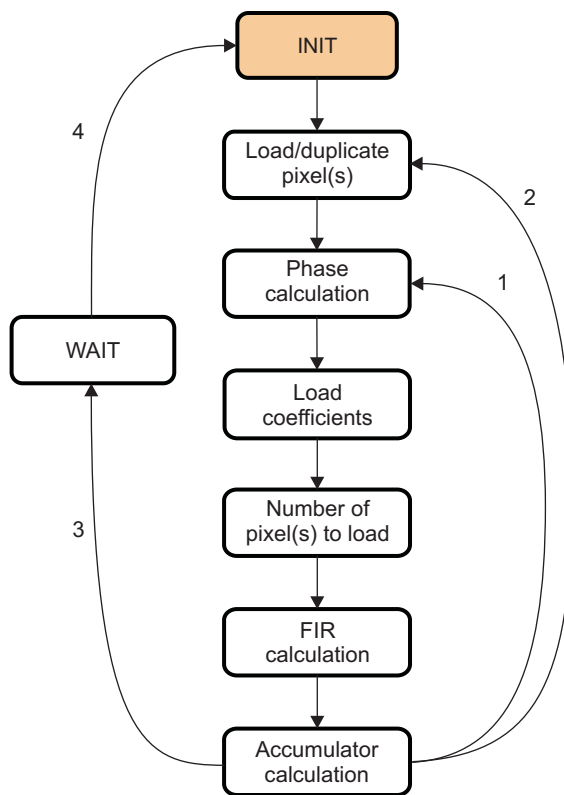 INIT
4
Load/duplicate
pixel(s)
2
Phase
calculation
1
WAIT
Load
coefficients
Number of
pixel(s) to load
3
FIR
calculation
Accumulator
calculation